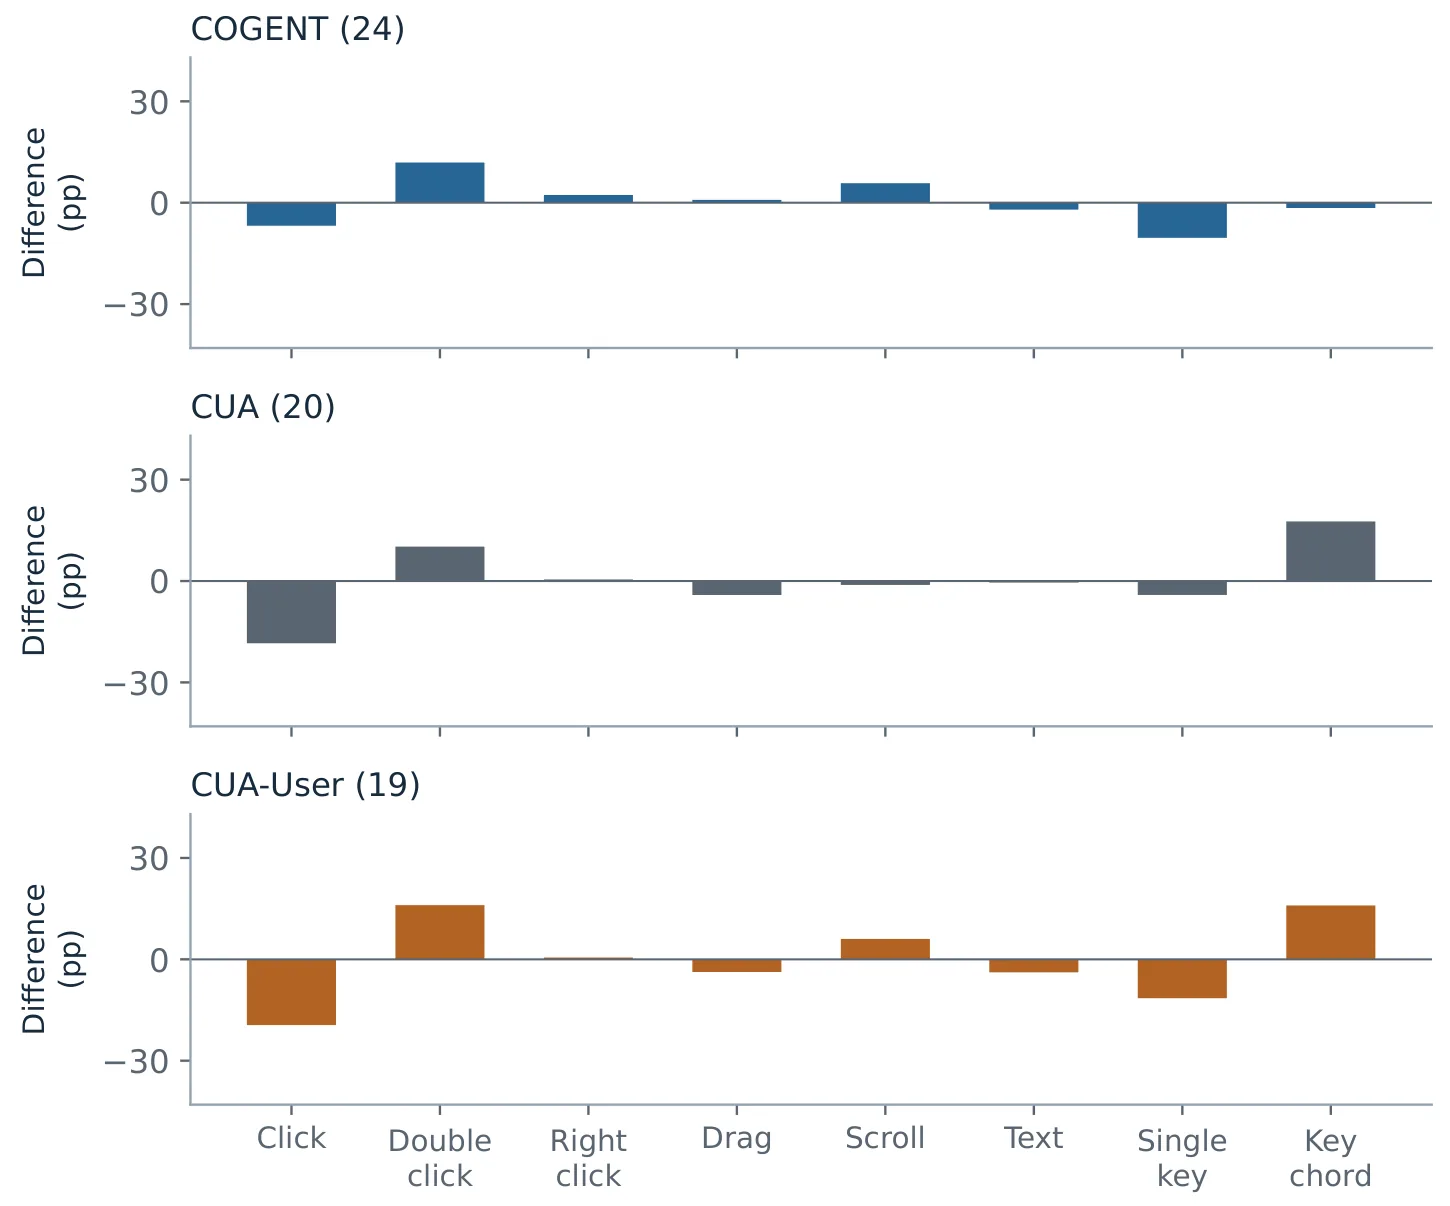 COGENT (24)
Difference
(pp)
30
0
−30
CUA (20)
Difference
(pp)
30
0
−30
CUA-User (19)
Difference
(pp)
30
0
−30
Click
Double
click
Right
click
Drag
Scroll
Text
Single
key
Key
chord